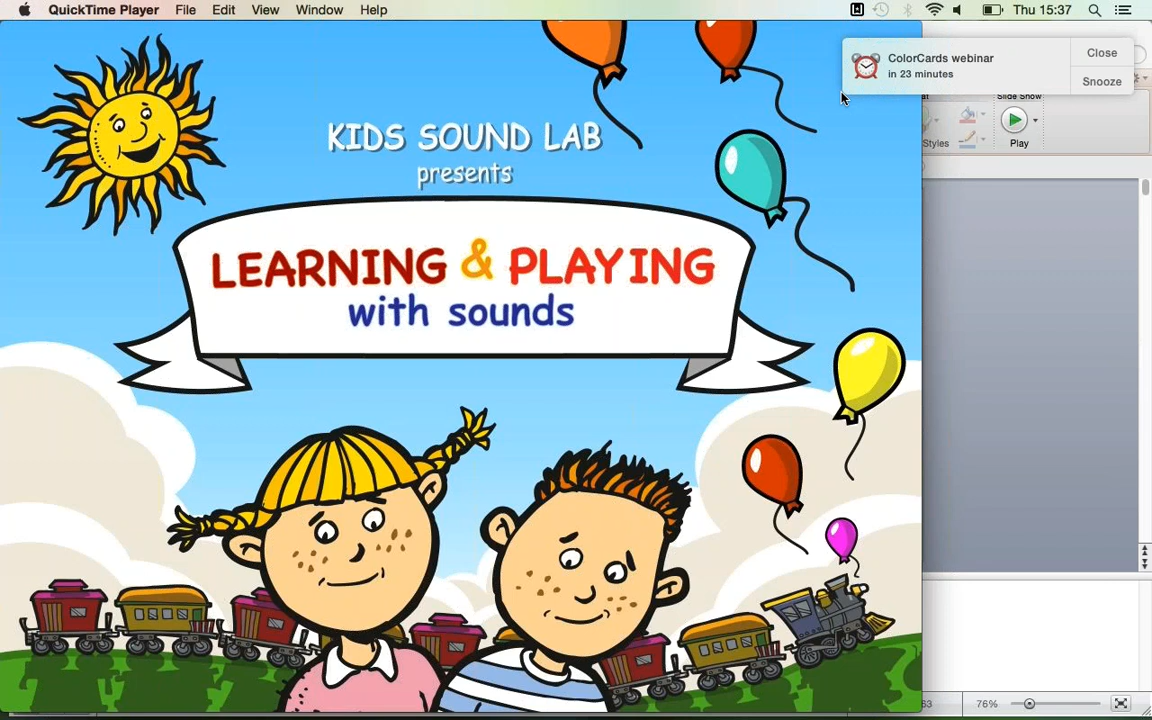 QuickTime Player File Edit View Window Help Thu 15:37
ColorCards webinar
in 23 minutes
Close
Snooze
Slide Show
Styles
Play
KIDS SOUND LAB
presents
LEARNING & PLAYING
with sounds
76%